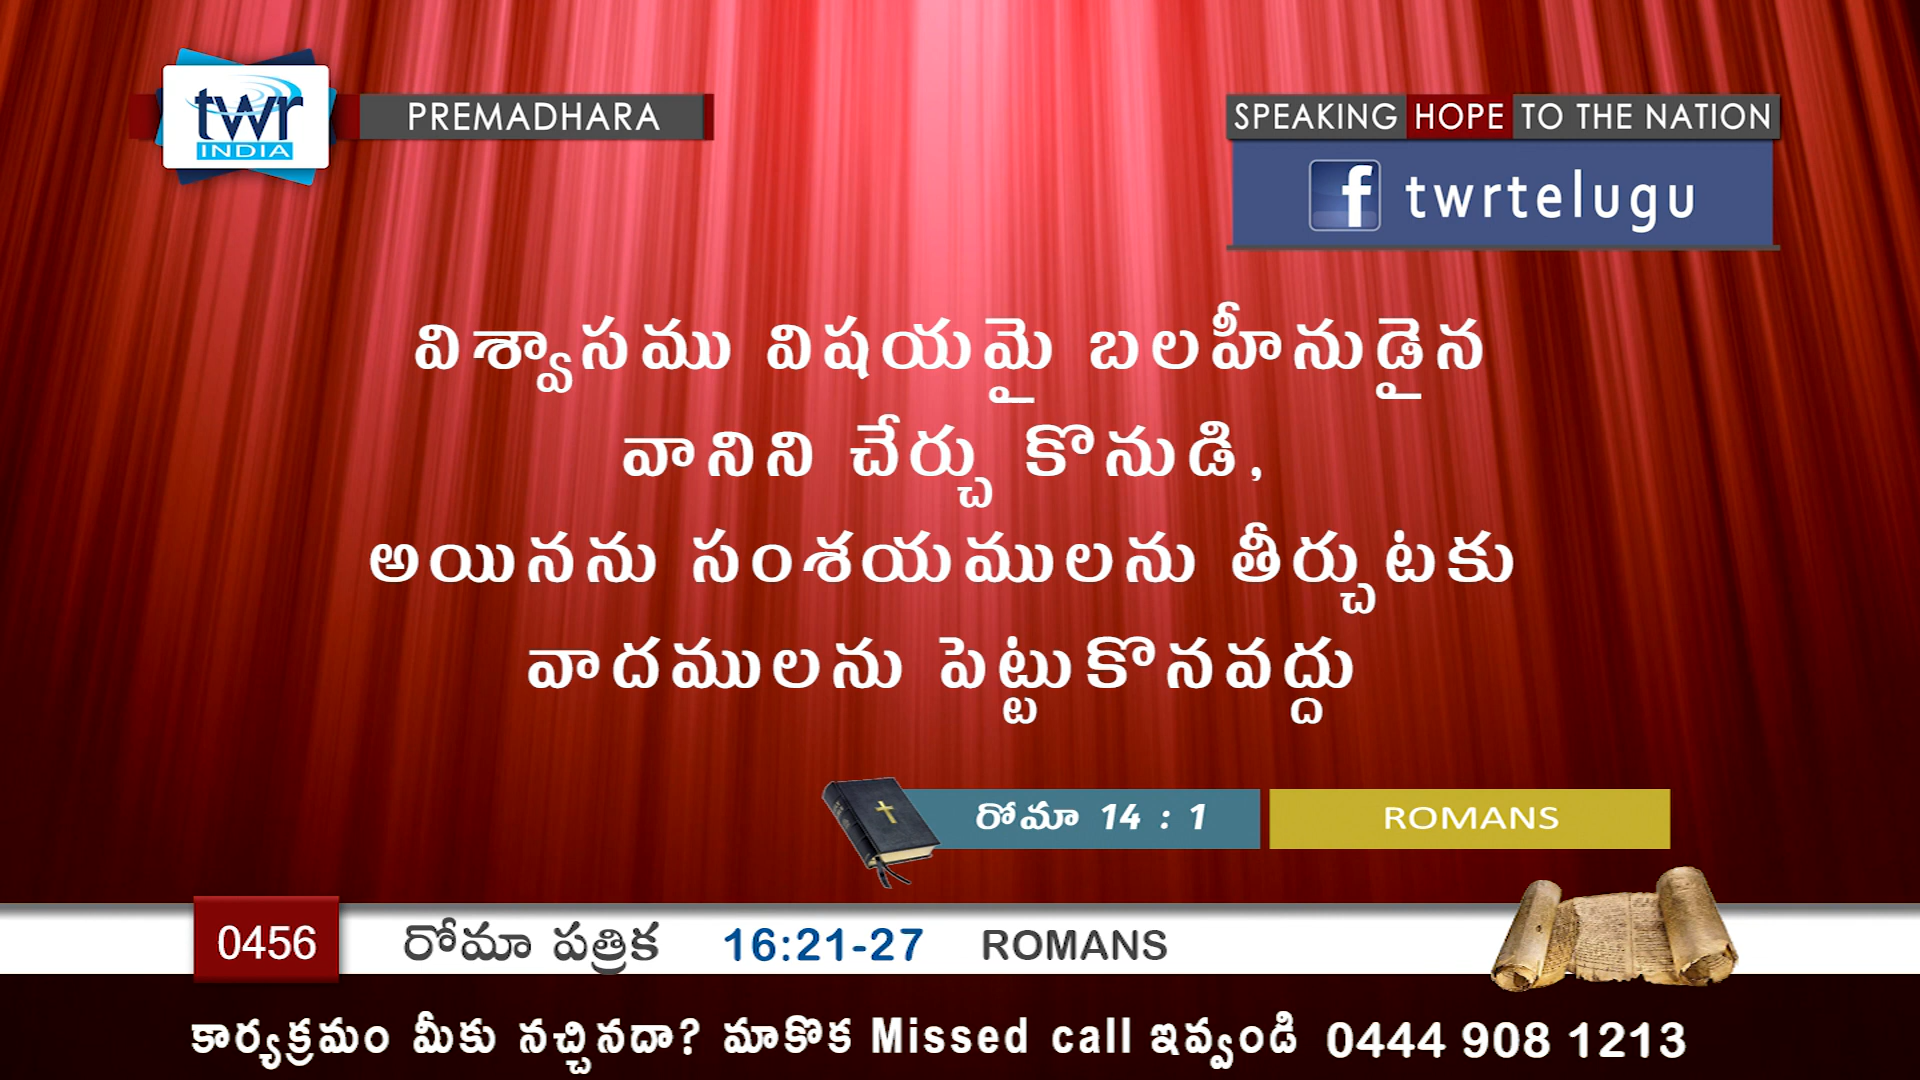 twr
INDIA
PREMADHARA
SPEAKING HOPE TO THE NATION
f twrtelugu
విశ్వాసము విషయమై బలహీనుడైన
వానిని చేర్చు కొనుడి,
అయినను సంశయములను తీర్చుటకు
వాదములను పెట్టుకొనవద్దు
రోమా 14 : 1 ROMANS
0456 రోమా పత్రిక 16:21-27 ROMANS
కార్యక్రమం మీకు నచ్చినదా? మాకొక Missed call ఇవ్వండి 0444 908 1213